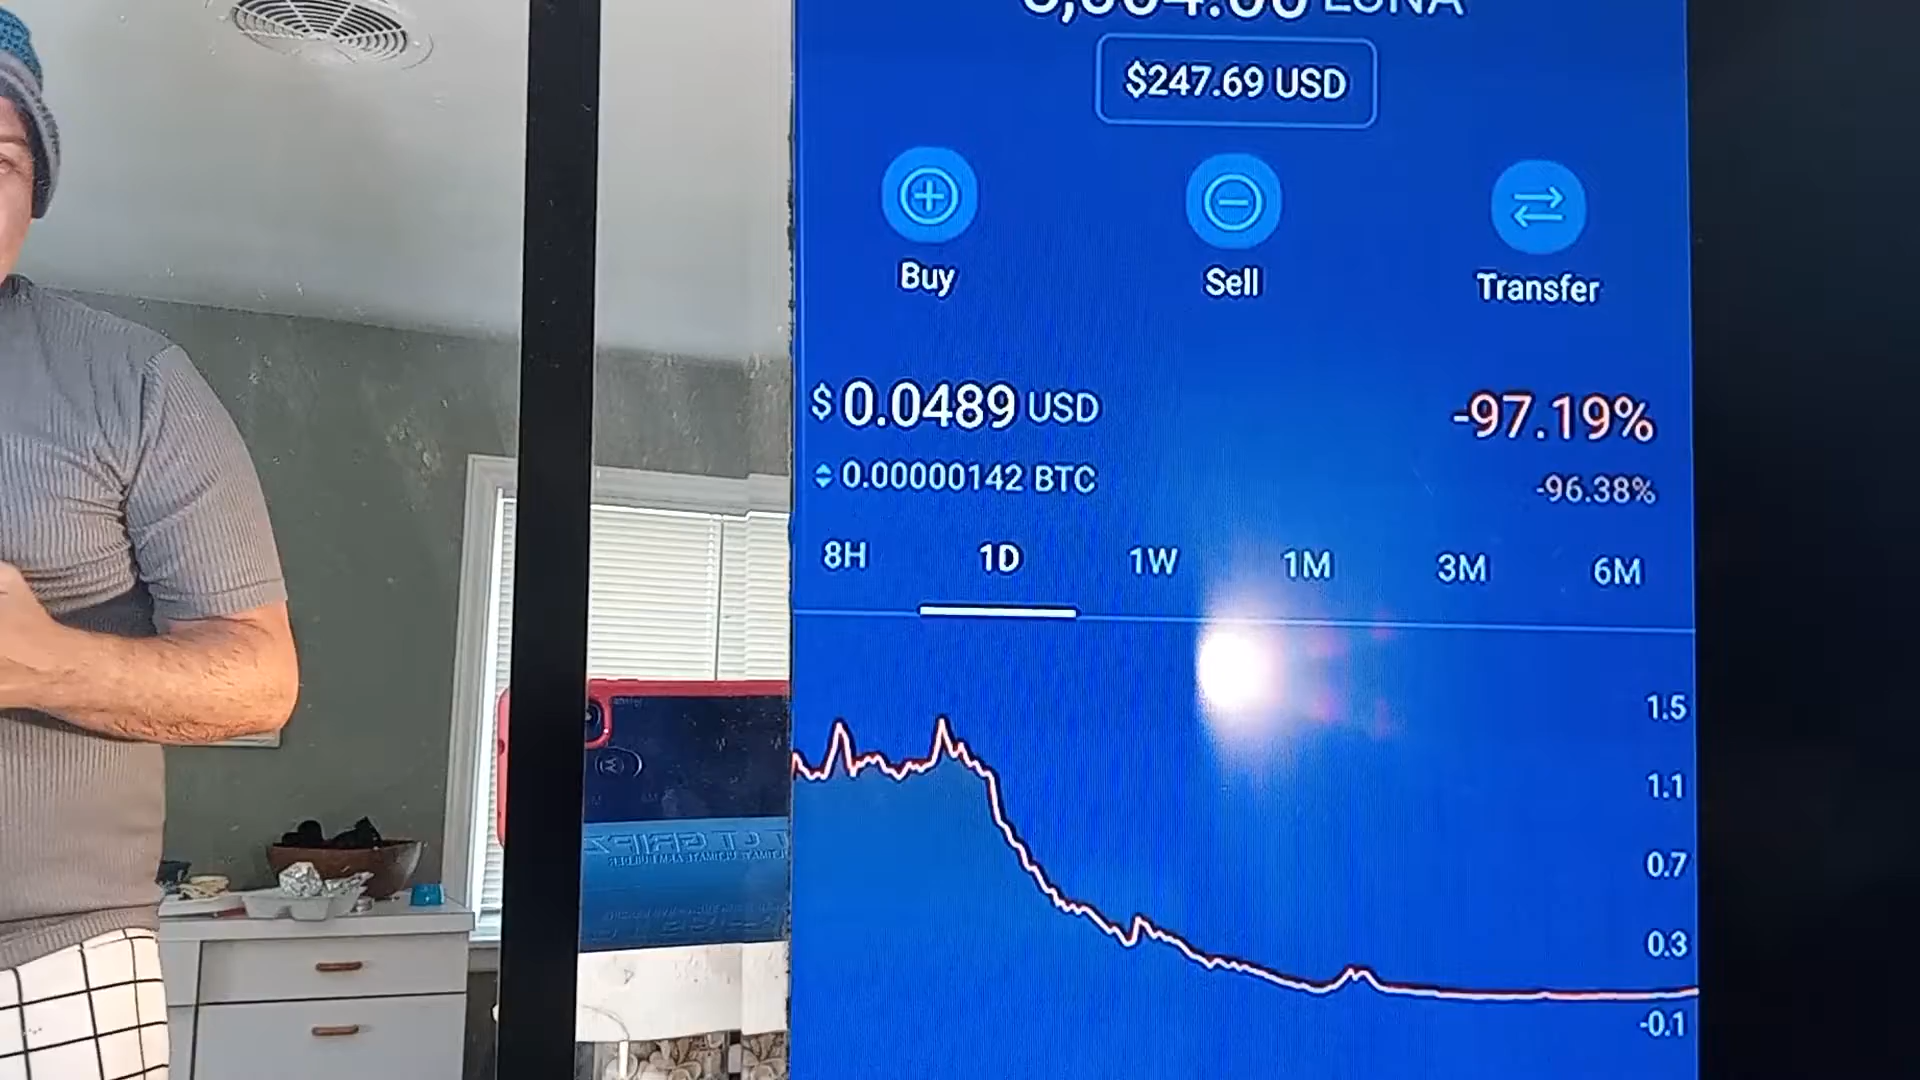 LUNA
$247.69 USD
Buy
Sell
Transfer
$ 0.0489 USD
-97.19%
0.00000142 BTC
-96.38%
8H
1D
1W
1M
3M
6M
1.5
1.1
0.7
0.3
-0.1